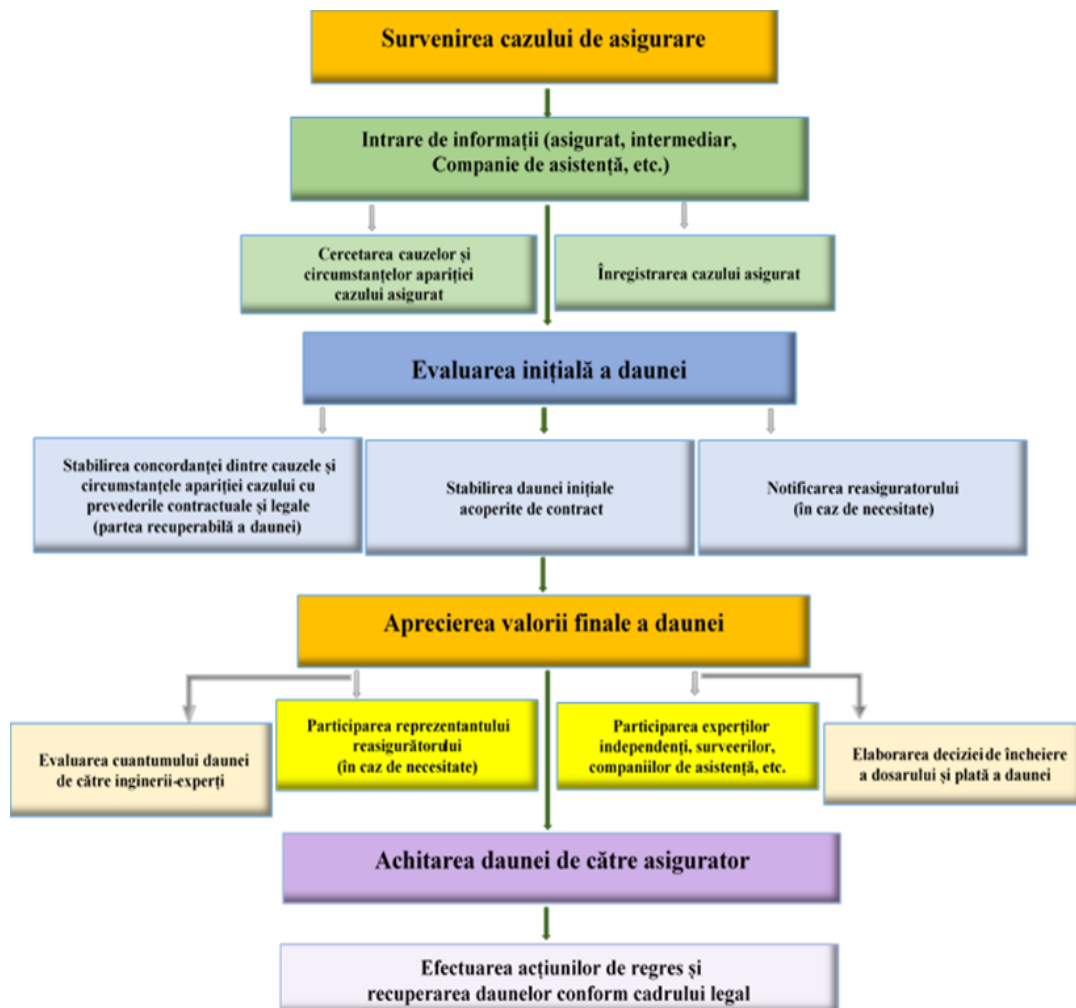 Survenirea cazului de asigurare
Intrare de informații (asigurat, intermediar,
Companie de asistență, etc.)
Cercetarea cauzelor și
circumstanțelor apariției
cazului asigurat
Înregistrarea cazului asigurat
Evaluarea inițială a daunei
Stabilirea concordanței dintre cauzele și
circumstanțele apariției cazului cu
prevederile contractuale și legale
(partea recuperabilă a daunei)
Stabilirea daunei inițiale
acoperite de contract
Notificarea reasiguratorului
(în caz de necesitate)
Aprecierea valorii finale a daunei
Evaluarea cuantumului daunei
de către inginerii-experți
Participarea reprezentantului
reasigurătorului
(în caz de necesitate)
Participarea experților
independenți, surveerilor,
companiilor de asistență, etc.
Elaborarea deciziei de încheiere
a dosarului și plată a daunei
Achitarea daunei de către asigurator
Efectuarea acțiunilor de regres și
recuperarea daunelor conform cadrului legal